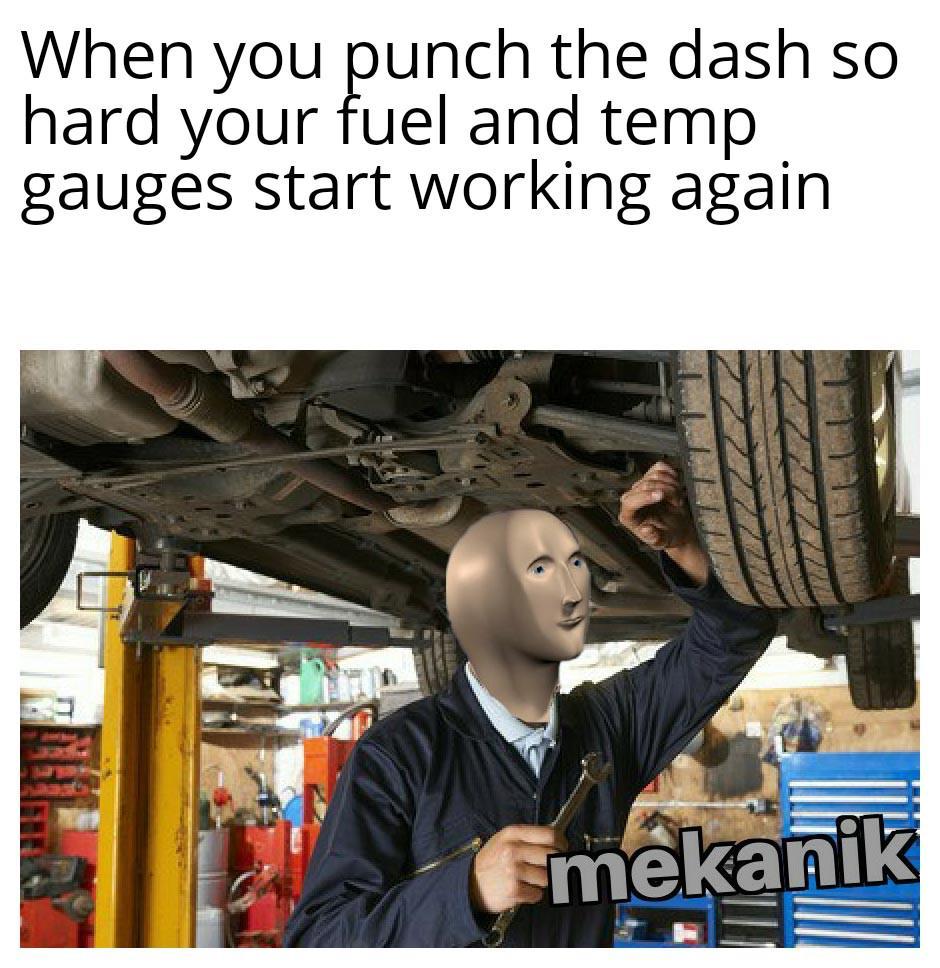 When you punch the dash so
hard your fuel and temp
gauges start working again
mekanik